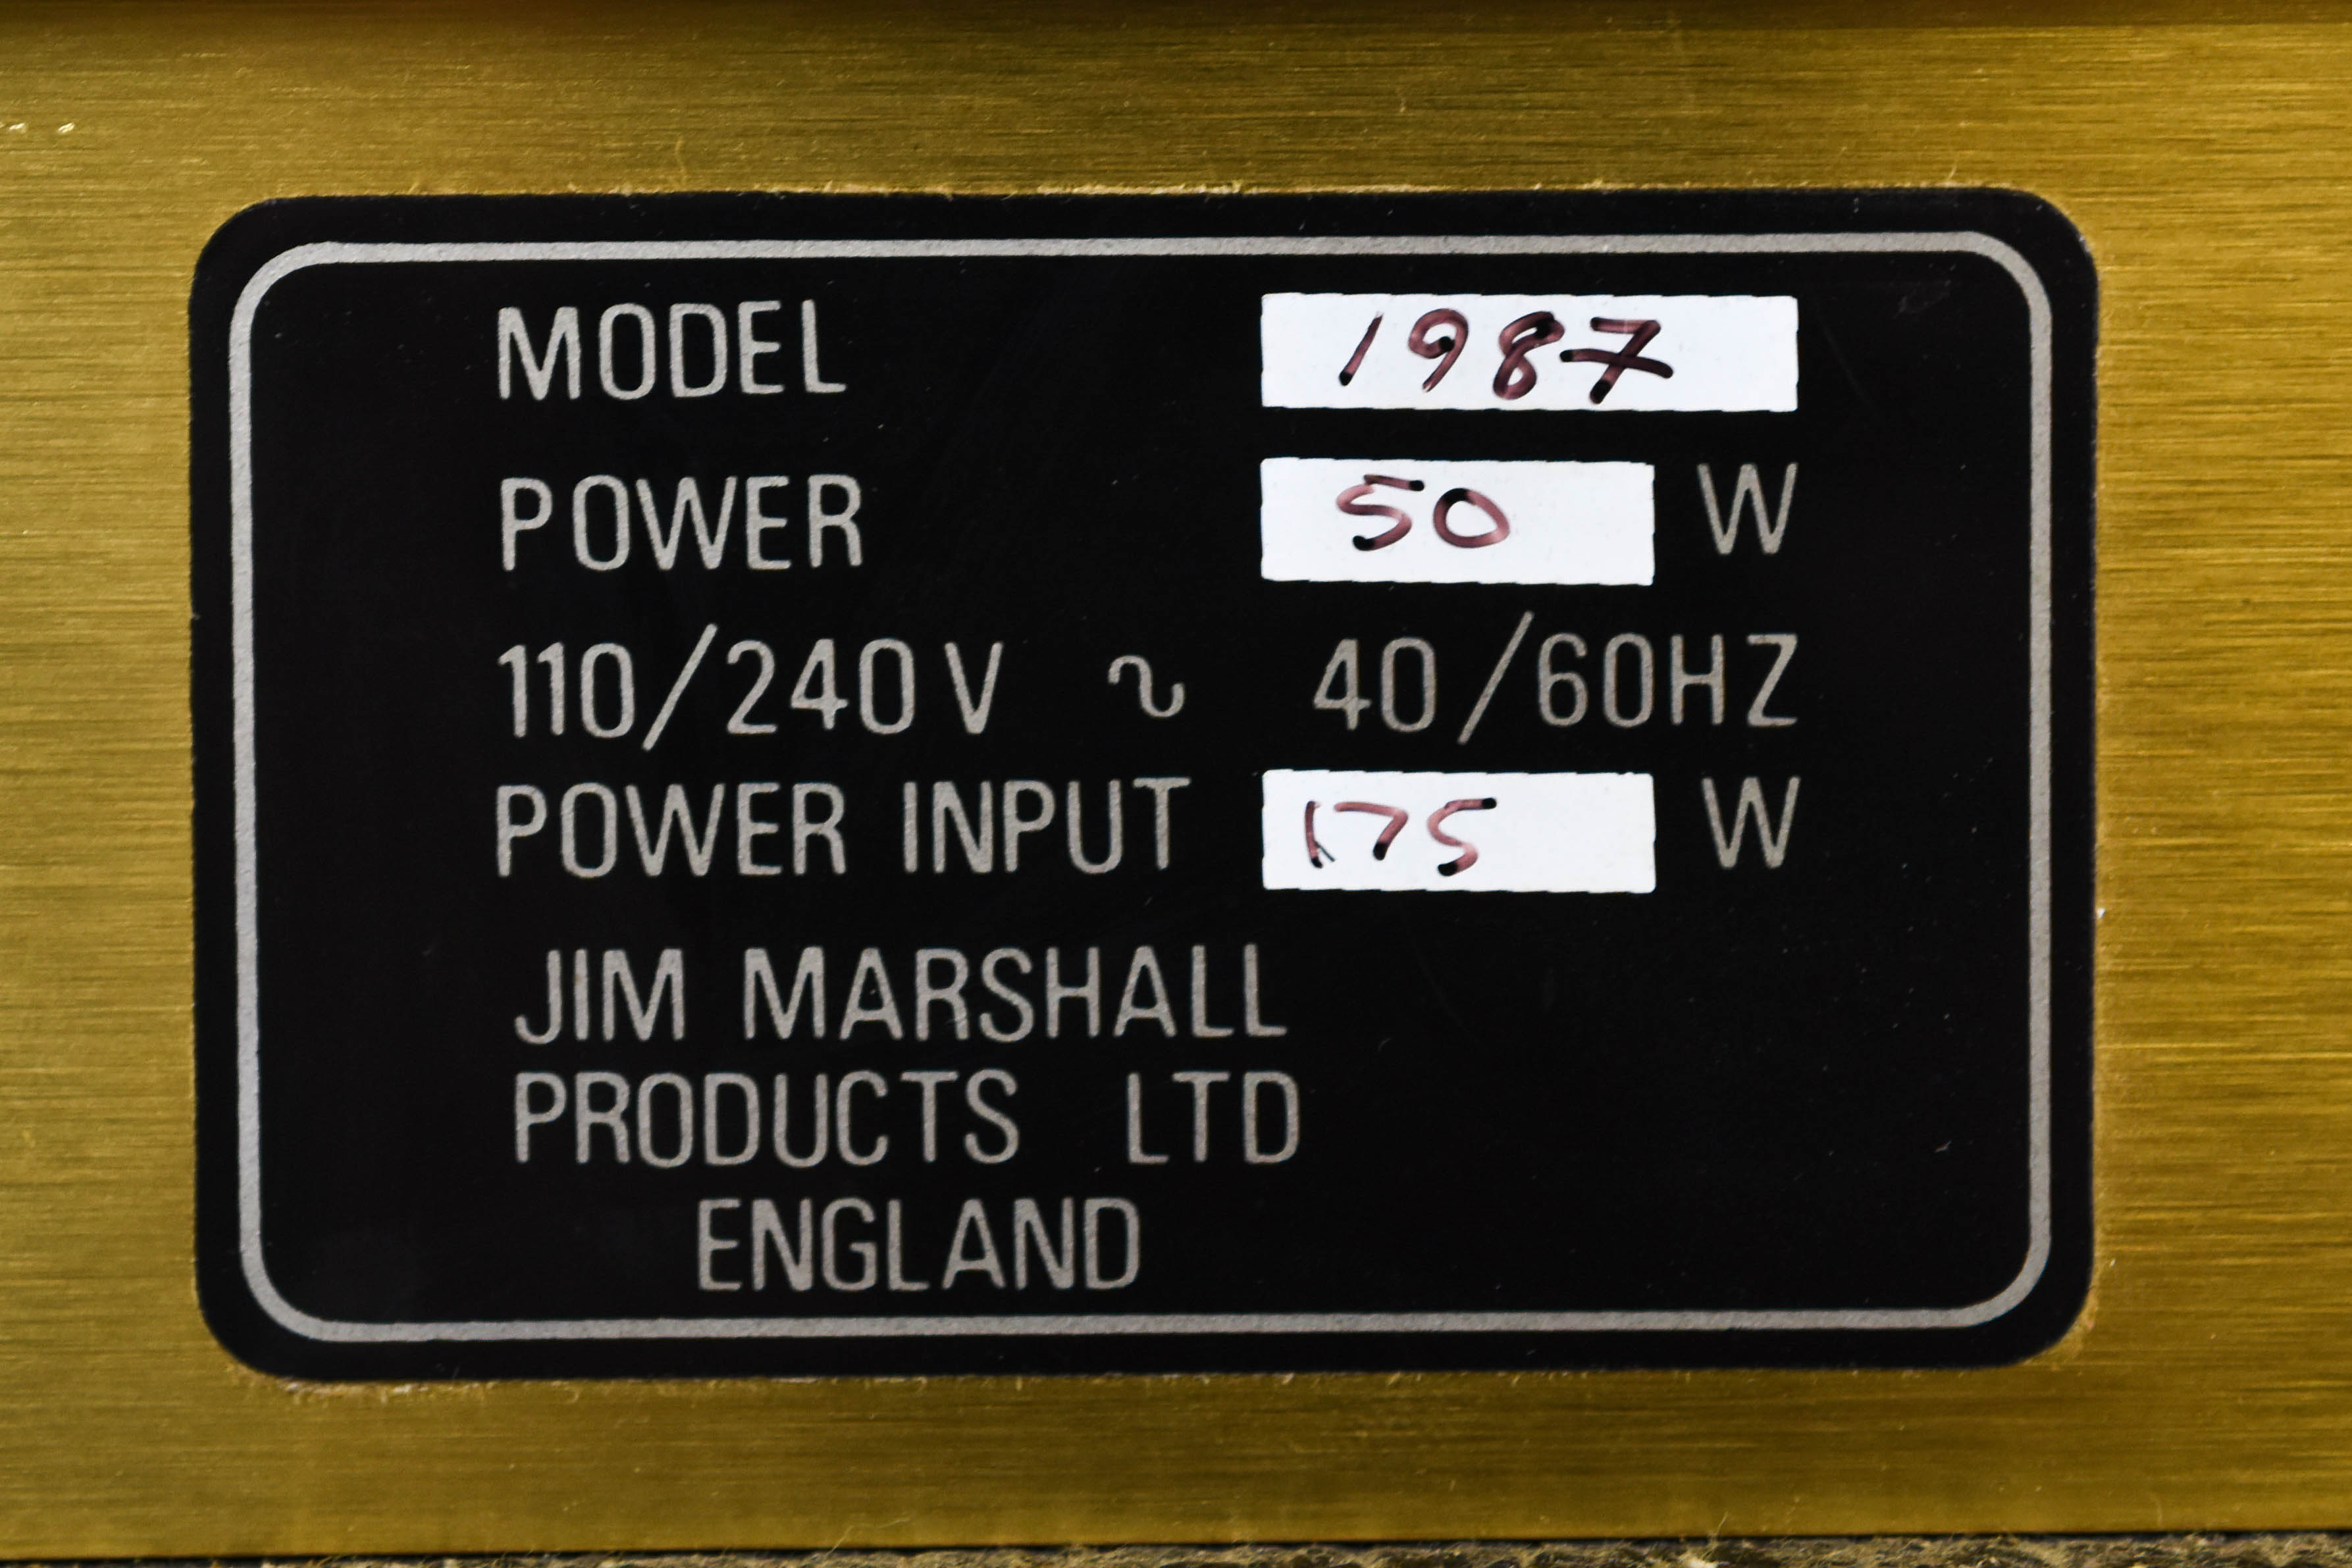 MODEL 1987
POWER 50 W
110/240V ~ 40/60HZ
POWER INPUT 175 W
JIM MARSHALL
PRODUCTS LTD
ENGLAND